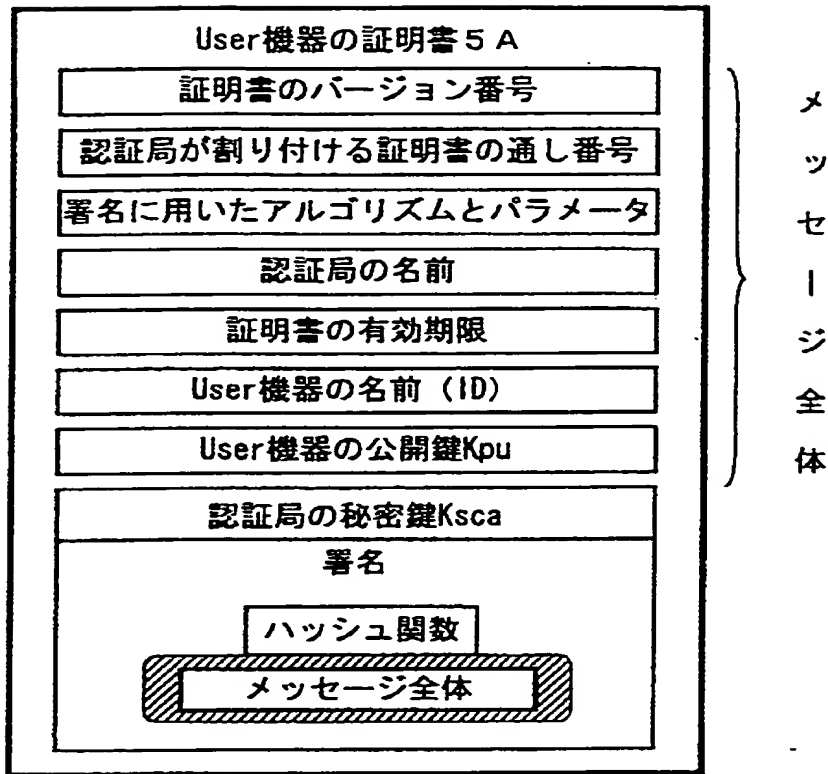 User機器の証明書5A
証明書のバージョン番号
認証局が割り付ける証明書の通し番号
署名に用いたアルゴリズムとパラメータ
認証局の名前
証明書の有効期限
User機器の名前（ID）
User機器の公開鍵Kpu
認証局の秘密鍵Ksca
署名
ハッシュ関数
メッセージ全体
メッセージ全体